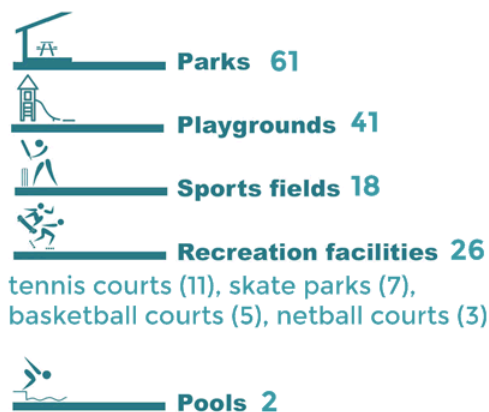 Parks 61
Playgrounds 41
Sports fields 18
Recreation facilities 26
tennis courts (11), skate parks (7),
basketball courts (5), netball courts (3)
Pools 2